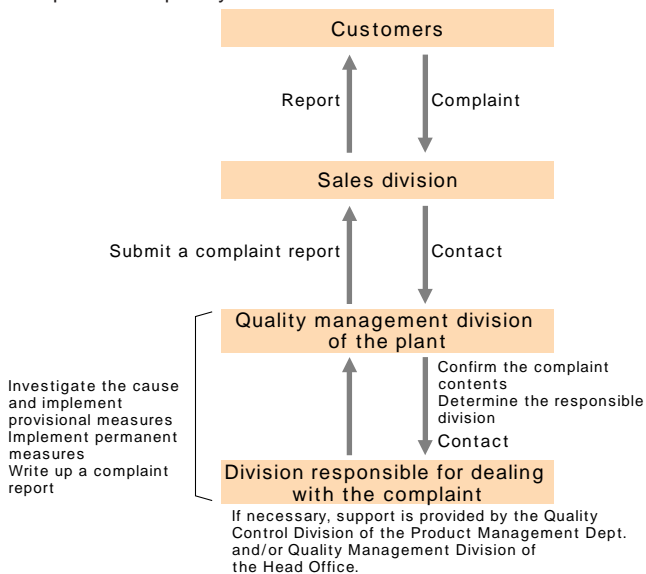 Customers
Report
Complaint
Sales division
Submit a complaint report
Contact
Quality management division
of the plant
Confirm the complaint
contents
Determine the responsible
division
Contact
Investigate the cause
and implement
provisional measures
Implement permanent
measures
Write up a complaint
report
Division responsible for dealing
with the complaint
If necessary, support is provided by the Quality
Control Division of the Product Management Dept.
and/or Quality Management Division of
the Head Office.